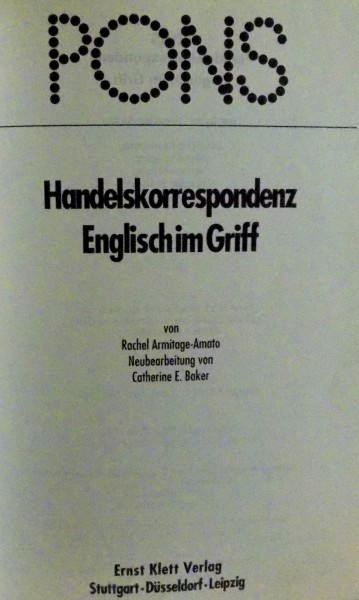 PONS
Handelskorrespondenz
Englisch im Griff
von
Rachel Armitage-Amato
Neubearbeitung von
Catherine E. Baker
Ernst Klett Verlag
Stuttgart-Düsseldorf-Leipzig